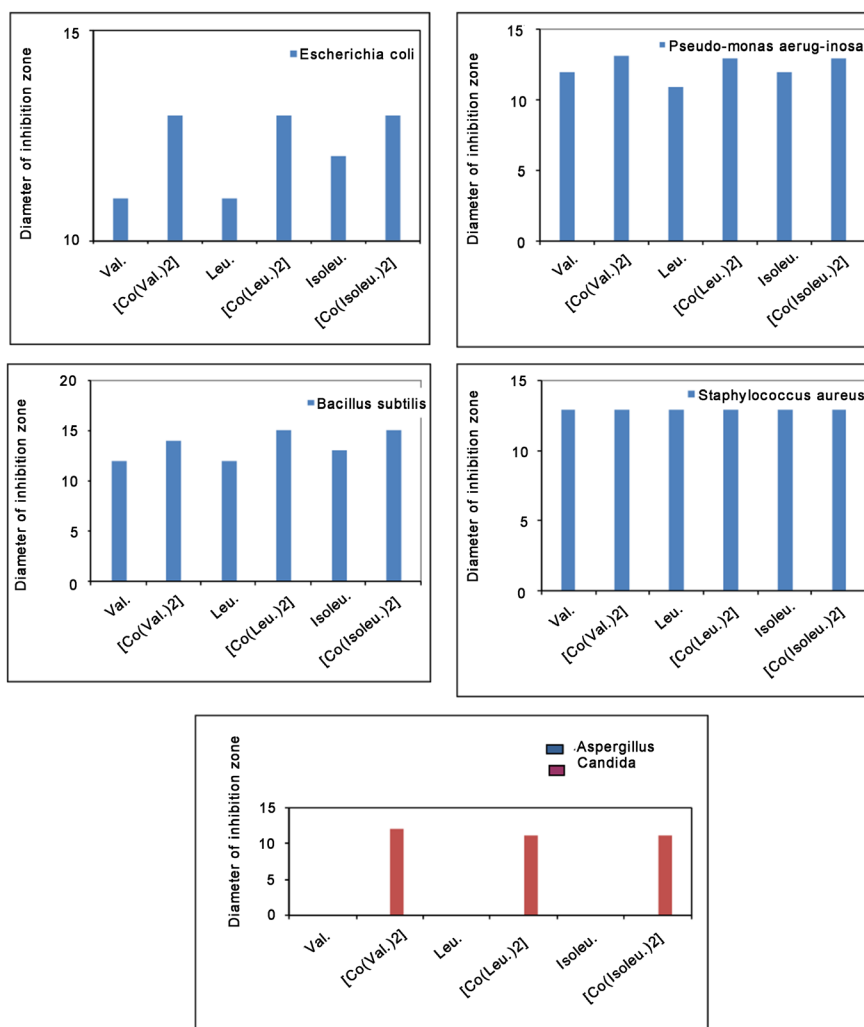 Diameter of inhibition zone
15
10
Escherichia coli
Val.
[Co(Val.)2]
Leu.
[Co(Leu.)2]
Isoleu.
[Co(Isoleu.)2]
Diameter of inhibition zone
15
10
5
0
Pseudo-monas aerug-inosa
Val.
[Co(Val.)2]
Leu.
[Co(Leu.)2]
Isoleu.
[Co(Isoleu.)2]
Diameter of inhibition zone
20
15
10
5
0
Bacillus subtilis
Val.
[Co(Val.)2]
Leu.
[Co(Leu.)2]
Isoleu.
[Co(Isoleu.)2]
Diameter of inhibition zone
15
10
5
0
Staphylococcus aureus
Val.
[Co(Val.)2]
Leu.
[Co(Leu.)2]
Isoleu.
[Co(Isoleu.)2]
Diameter of inhibition zone
15
10
5
0
.Aspergillus
Candida
Val.
[Co(Val.)2]
Leu.
[Co(Leu.)2]
Isoleu.
[Co(Isoleu.)2]